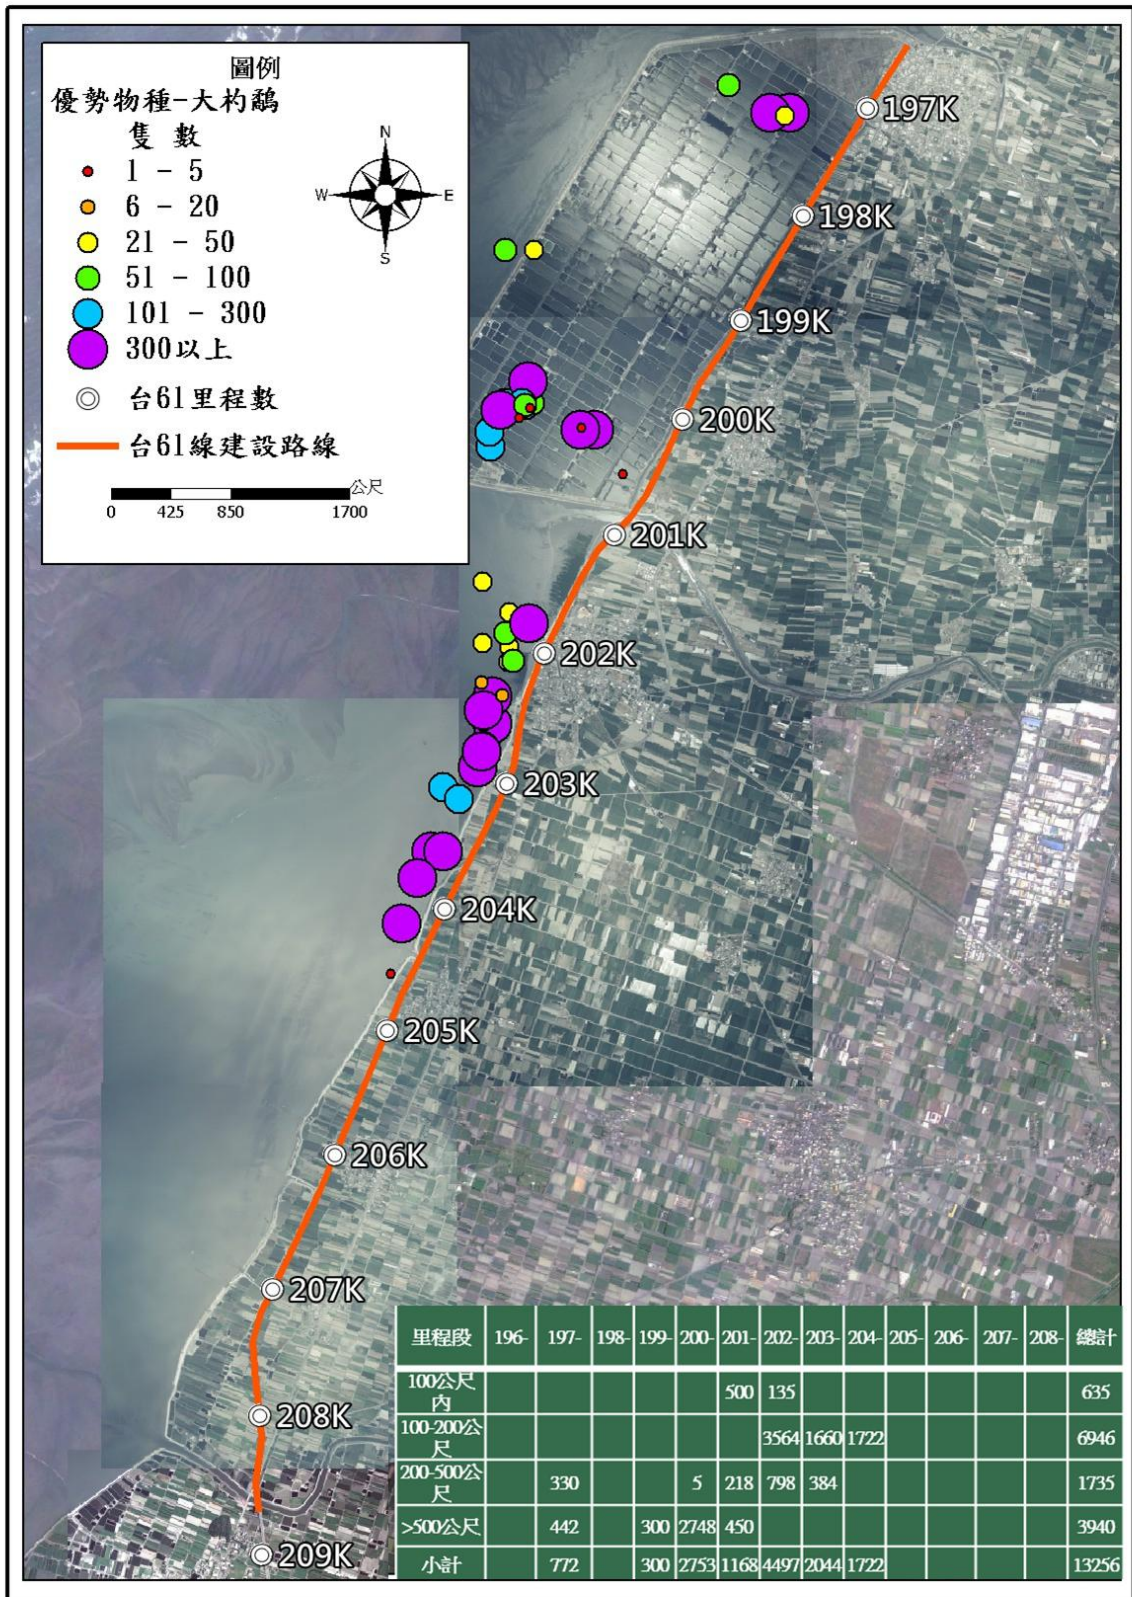 圖例
優勢物種-大杓鷸
隻 數
1 - 5
6 - 20
21 - 50
51 - 100
101 - 300
300以上
台61里程數
台61線建設路線
公尺
0 425 850 1700
N
W E
S
197K
198K
199K
200K
201K
202K
203K
204K
205K
206K
207K
208K
209K
里程段 196- 197- 198- 199- 200- 201- 202- 203- 204- 205- 206- 207- 208- 總計
100公尺
內 500 135 635
100-200公
尺 3564 1660 1722 6946
200-500公
尺 330 5 218 798 384 1735
>500公尺 442 300 2748 450 3940
小計 772 300 2753 1168 4497 2044 1722 13256